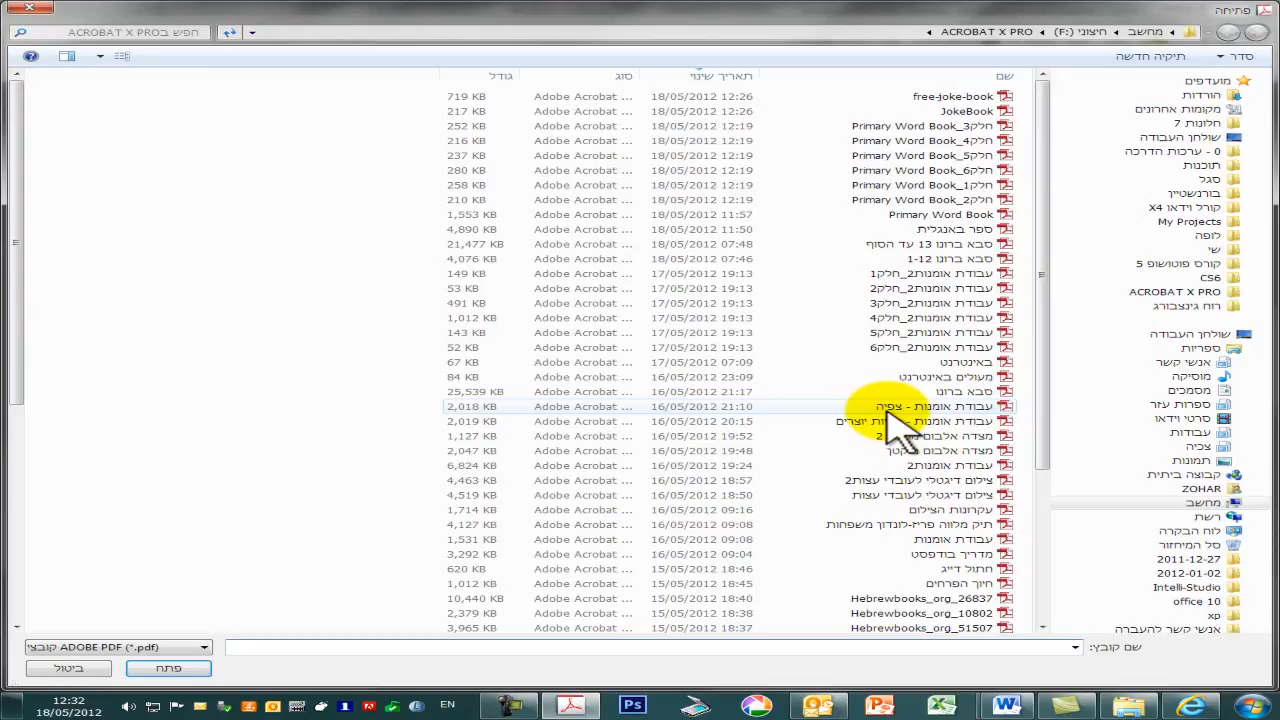 פתיחה
מחשב
חיצוני (F:)
ACROBAT X PRO
חפש בACROBAT X PRO
סדר
תיקיה חדשה
שם
תאריך שינוי
סוג
גודל
free-joke-book 18/05/2012 12:26 Adobe Acrobat ... 719 KB
JokeBook 18/05/2012 12:26 Adobe Acrobat ... 217 KB
Primary Word Book_חלק3 18/05/2012 12:19 Adobe Acrobat ... 252 KB
Primary Word Book_חלק4 18/05/2012 12:19 Adobe Acrobat ... 216 KB
Primary Word Book_חלק5 18/05/2012 12:19 Adobe Acrobat ... 237 KB
Primary Word Book_חלק6 18/05/2012 12:19 Adobe Acrobat ... 280 KB
Primary Word Book_חלק1 18/05/2012 12:19 Adobe Acrobat ... 258 KB
Primary Word Book_חלק2 18/05/2012 12:19 Adobe Acrobat ... 210 KB
Primary Word Book 18/05/2012 11:57 Adobe Acrobat ... 1,553 KB
ספר באנגלית 18/05/2012 11:50 Adobe Acrobat ... 4,890 KB
סבא ברונו 13 עד הסוף 18/05/2012 07:48 Adobe Acrobat ... 21,477 KB
סבא ברונו 1-12 18/05/2012 07:46 Adobe Acrobat ... 4,076 KB
עבודת אומנות2_חלק1 17/05/2012 19:13 Adobe Acrobat ... 149 KB
עבודת אומנות2_חלק2 17/05/2012 19:13 Adobe Acrobat ... 53 KB
עבודת אומנות2_חלק3 17/05/2012 19:13 Adobe Acrobat ... 491 KB
עבודת אומנות2_חלק4 17/05/2012 19:13 Adobe Acrobat ... 1,012 KB
עבודת אומנות2_חלק5 17/05/2012 19:13 Adobe Acrobat ... 143 KB
עבודת אומנות2_חלק6 17/05/2012 19:13 Adobe Acrobat ... 52 KB
באינטרנט 17/05/2012 07:09 Adobe Acrobat ... 67 KB
מעולים באינטרנט 16/05/2012 23:09 Adobe Acrobat ... 84 KB
סבא ברונו 16/05/2012 21:17 Adobe Acrobat ... 25,539 KB
עבודת אומנות - צפיה 16/05/2012 21:10 Adobe Acrobat ... 2,018 KB
עבודת אומנות - יוצרים 16/05/2012 20:15 Adobe Acrobat ... 2,019 KB
מצדה אלבום 2 16/05/2012 19:52 Adobe Acrobat ... 1,127 KB
מצדה אלבום 16/05/2012 19:48 Adobe Acrobat ... 2,047 KB
עבודת אומנות2 16/05/2012 19:24 Adobe Acrobat ... 6,824 KB
צילום דיגטלי לעובדי עצות2 16/05/2012 18:57 Adobe Acrobat ... 4,463 KB
צילום דיגטלי לעובדי עצות 16/05/2012 18:50 Adobe Acrobat ... 4,519 KB
עקרונות הצילום 16/05/2012 09:16 Adobe Acrobat ... 1,714 KB
תיק מלווה פריז-לונדון משפחות 16/05/2012 09:08 Adobe Acrobat ... 4,127 KB
עבודת אומנות 16/05/2012 09:08 Adobe Acrobat ... 1,531 KB
מדריך בודפסט 16/05/2012 09:04 Adobe Acrobat ... 3,292 KB
חתול דייג 15/05/2012 18:46 Adobe Acrobat ... 620 KB
חיוך הפרחים 15/05/2012 18:45 Adobe Acrobat ... 1,012 KB
Hebrewbooks_org_26837 15/05/2012 18:40 Adobe Acrobat ... 10,440 KB
Hebrewbooks_org_10802 15/05/2012 18:38 Adobe Acrobat ... 2,379 KB
Hebrewbooks_org_51507 15/05/2012 18:37 Adobe Acrobat ... 3,965 KB
מועדפים
הורדות
מקומות אחרונים
חלונות 7
שולחן העבודה
0 - ערכות הדרכה
תוכנות
סגל
בורנשטיין
קורל וידאו X4
My Projects
לופה
שי
קורס פוטושופ 5
CS6
ACROBAT X PRO
רוח גינצבורג
שולחן העבודה
ספריות
אנשי קשר
מוסיקה
מסמכים
ספרות עזר
סרטי וידאו
עבודות
צכיה
תמונות
קבוצה ביתית
ZOHAR
מחשב
רשת
לוח הבקרה
סל המיחזור
2011-12-27
2012-01-02
Intelli-Studio
office 10
xp
אנשי קשר להעברה
שם קובץ:
קובצי ADOBE PDF (*.pdf)
פתח
ביטול
EN
12:32
18/05/2012